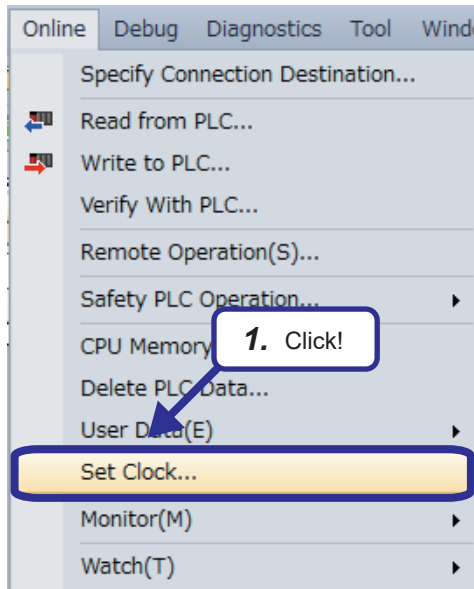 Online Debug Diagnostics Tool
Specify Connection Destination...
Read from PLC...
Write to PLC...
Verify With PLC...
Remote Operation(S)...
Safety PLC Operation...
CPU Memory
1. Click!
Delete PLC Data...
User Data(E)
Set Clock...
Monitor(M)
Watch(T)